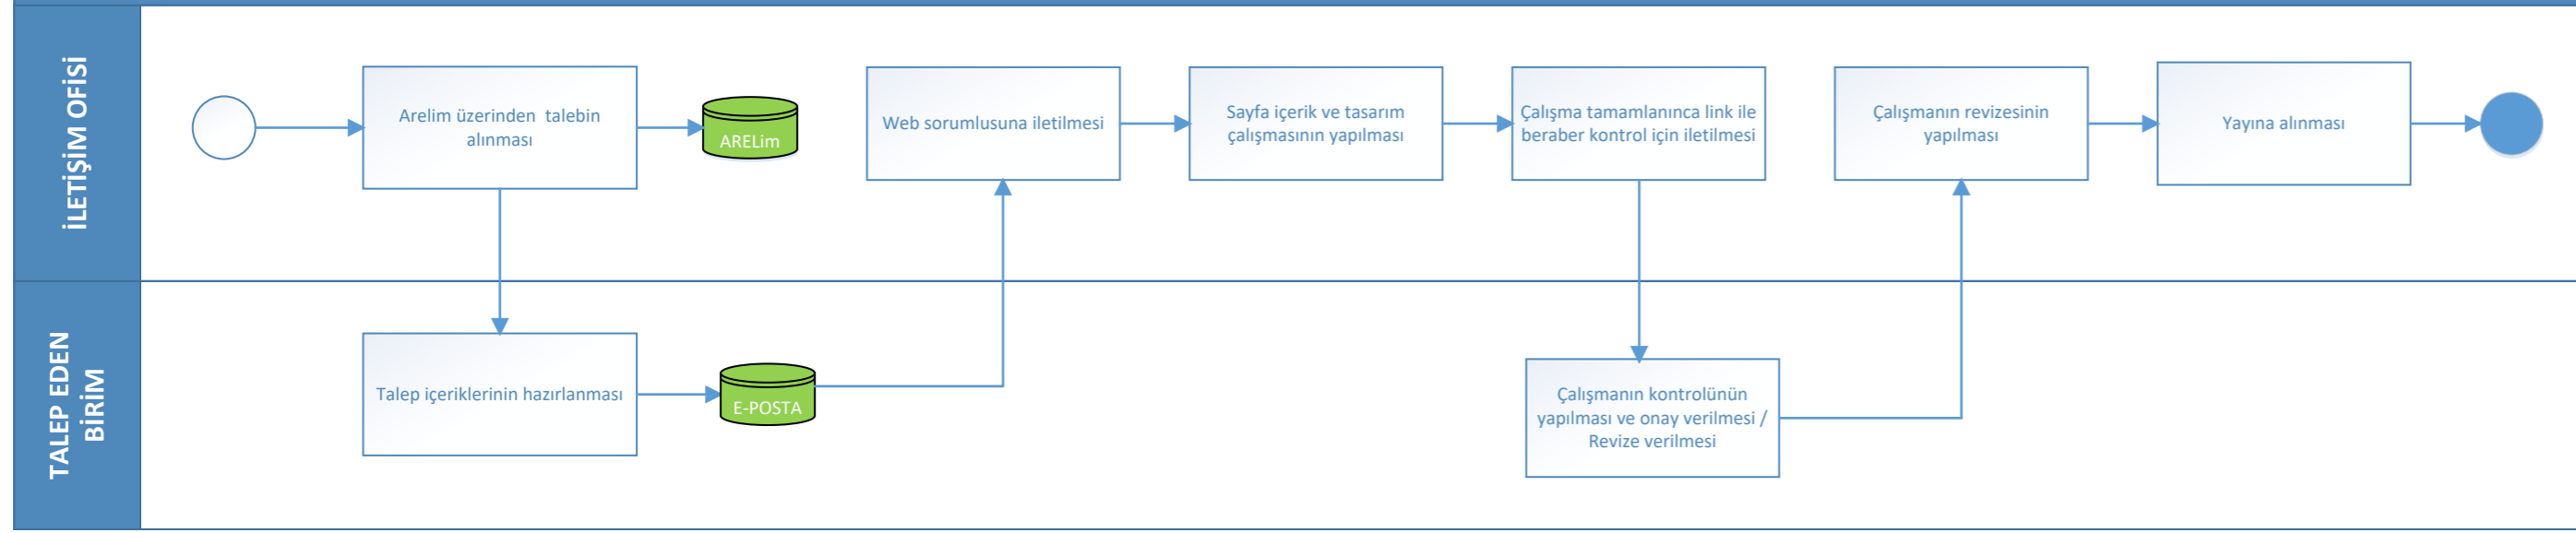 İLETİŞİM OFİSİ
Arelim üzerinden  talebin
alınması
ARELim
Web sorumlusuna iletilmesi
Sayfa içerik ve tasarım
çalışmasının yapılması
Çalışma tamamlanınca link ile
beraber kontrol için iletilmesi
Çalışmanın revizesinin
yapılması
Yayına alınması
TALEP EDEN
BİRİM
Talep içeriklerinin hazırlanması
E-POSTA
Çalışmanın kontrolünün
yapılması ve onay verilmesi /
Revize verilmesi